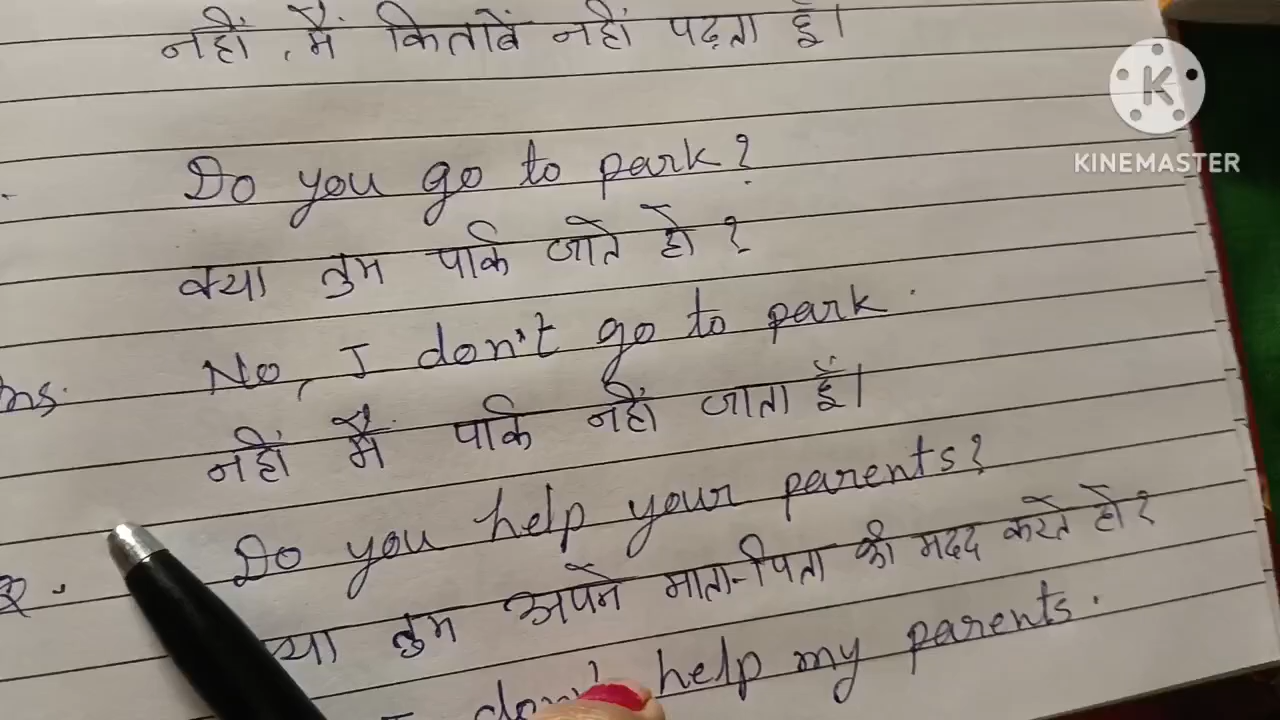 नहीं, मैं किताबें नहीं पढ़ता हूँ।
K
KINEMASTER
Do you go to park?
क्या तुम पार्क जाते हो?
No, I don't go to park.
Ans.
नहीं मैं पार्क नहीं जाता हूँ।
Do you help your parents?
Q.
क्या तुम अपने माता-पिता की मदद करते हो?
don't help my parents.